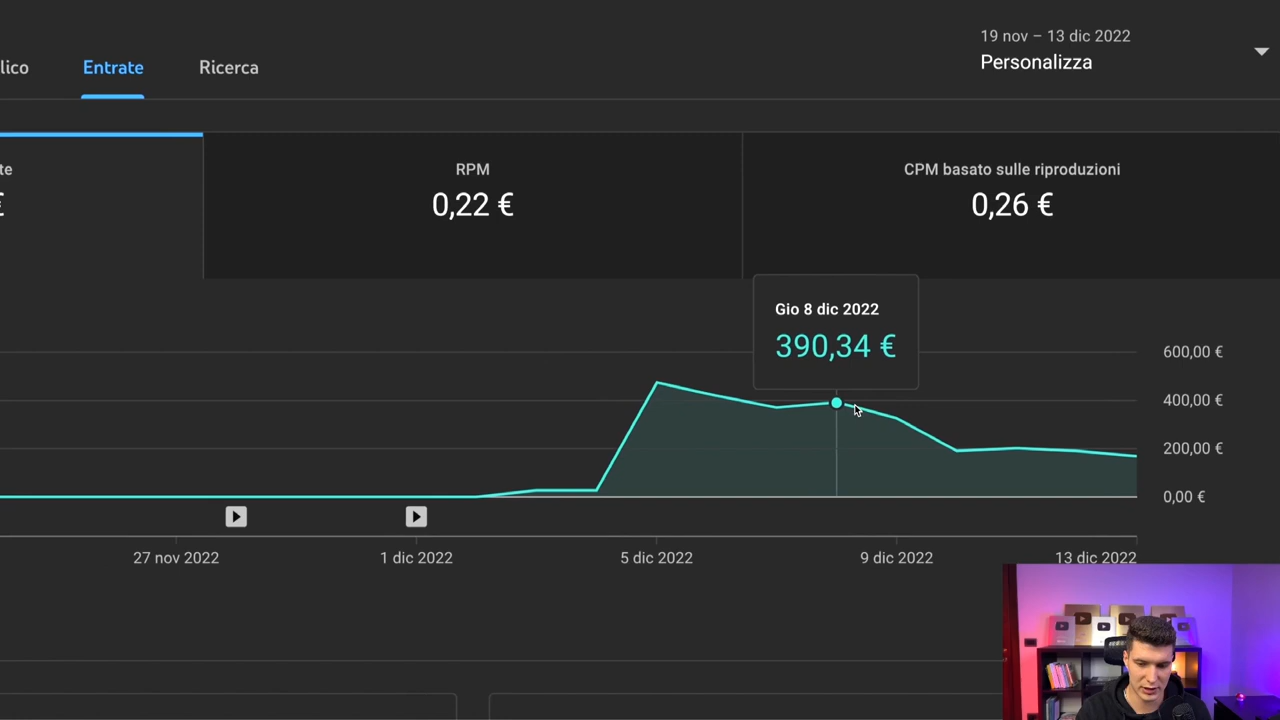 19 nov – 13 dic 2022
lico
Entrate
Ricerca
Personalizza
te
RPM
CPM basato sulle riproduzioni
€
0,22 €
0,26 €
Gio 8 dic 2022
390,34 €
600,00 €
400,00 €
200,00 €
0,00 €
27 nov 2022
1 dic 2022
5 dic 2022
9 dic 2022
13 dic 2022